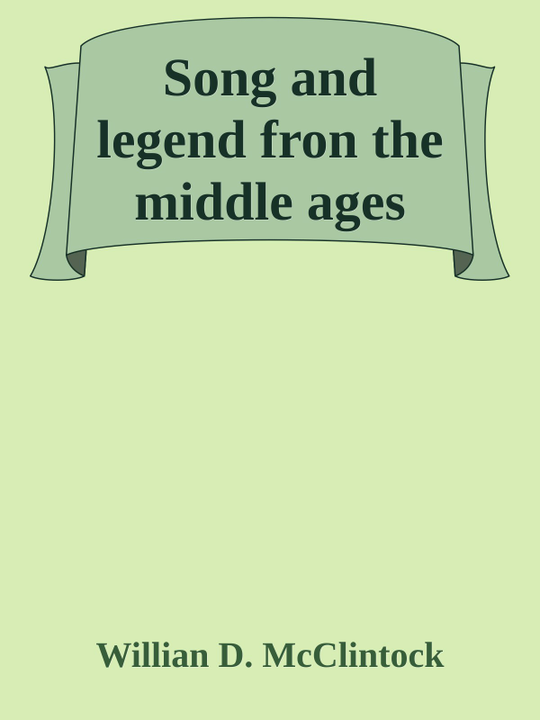 Song and
legend fron the
middle ages
Willian D. McClintock